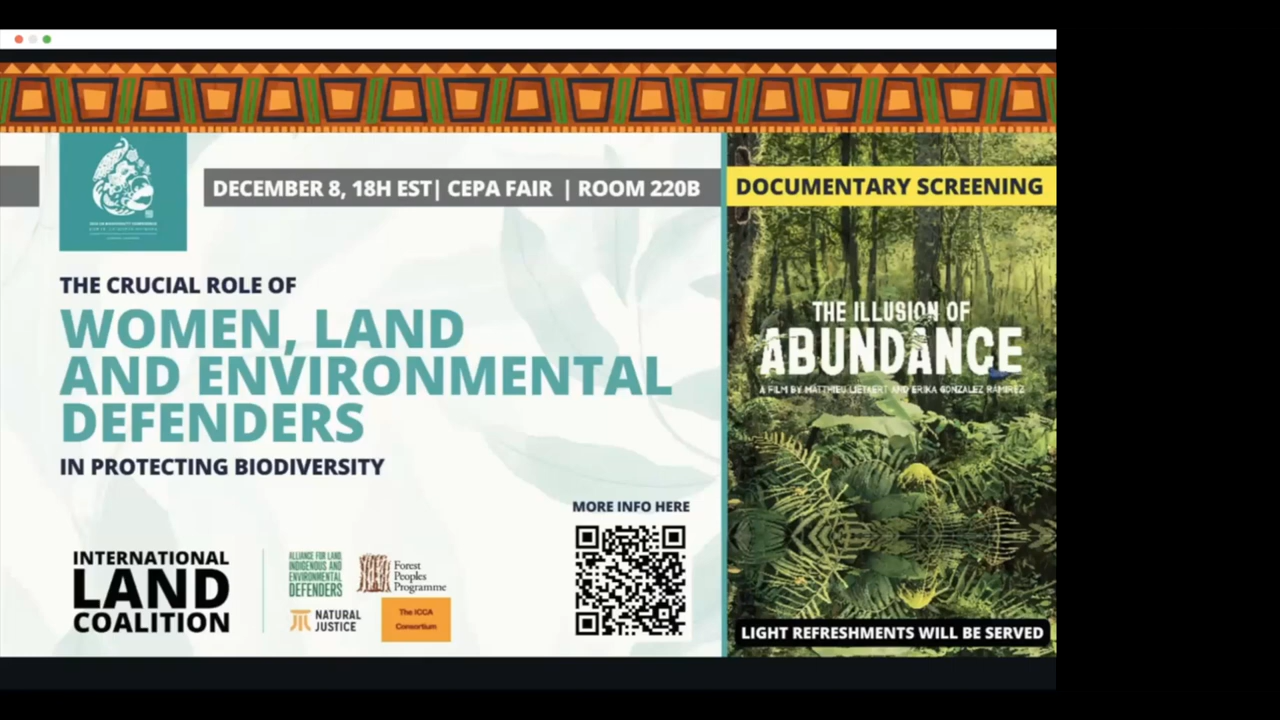 DECEMBER 8, 18H EST| CEPA FAIR | ROOM 220B
THE CRUCIAL ROLE OF
WOMEN, LAND
AND ENVIRONMENTAL
DEFENDERS
IN PROTECTING BIODIVERSITY
MORE INFO HERE
INTERNATIONAL
LAND
COALITION
ALLIANCE FOR LAND,
INDIGENOUS AND
ENVIRONMENTAL
DEFENDERS
Forest
Peoples
Programme
NATURAL
JUSTICE
The ICCA
Consortium
DOCUMENTARY SCREENING
THE ILLUSION OF
ABUNDANCE
A FILM BY MATTHIEU LIETAERT AND ERIKA GONZALEZ RAMIREZ
LIGHT REFRESHMENTS WILL BE SERVED